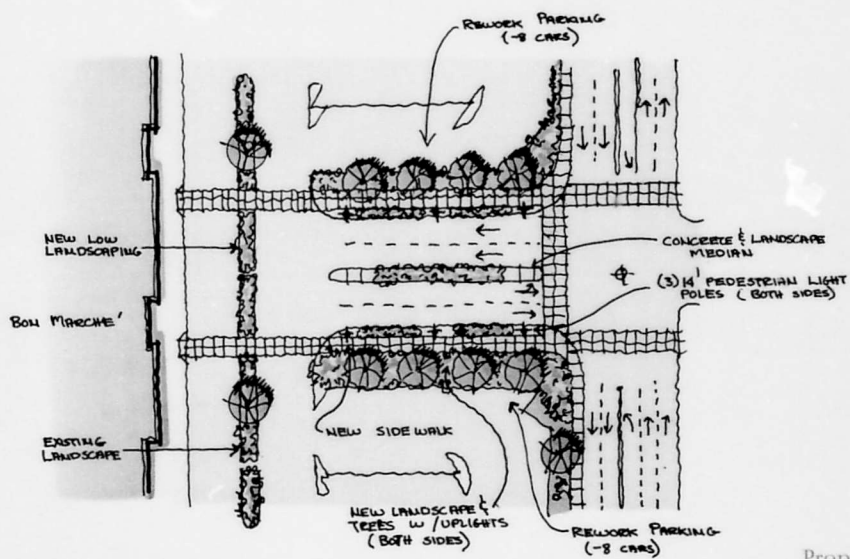 REWORK PARKING
(-8 CARS)
NEW LOW
LANDSCAPING
CONCRETE & LANDSCAPE
MEDIAN
(3) 14' PEDESTRIAN LIGHT
POLES (BOTH SIDES)
BON MARCHE'
NEW SIDEWALK
EXISTING
LANDSCAPE
NEW LANDSCAPE &
TREES W/UPLIGHTS
(BOTH SIDES)
REWORK PARKING
(-8 CARS)